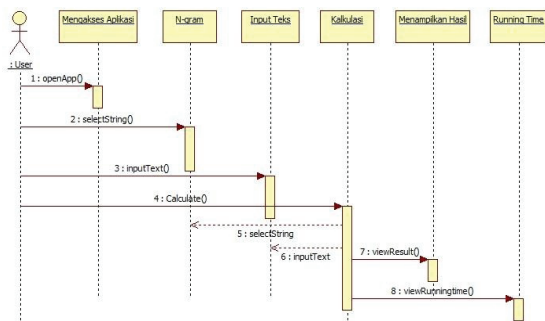 Mengakses Aplikasi
N-gram
Input Teks
Kalkulasi
Menampilkan Hasil
Running Time
: User
1 : openApp()
2 : selectString()
3 : inputText()
4 : Calculate()
5 : selectString
6 : inputText
7 : viewResult()
8 : viewRunningtime()